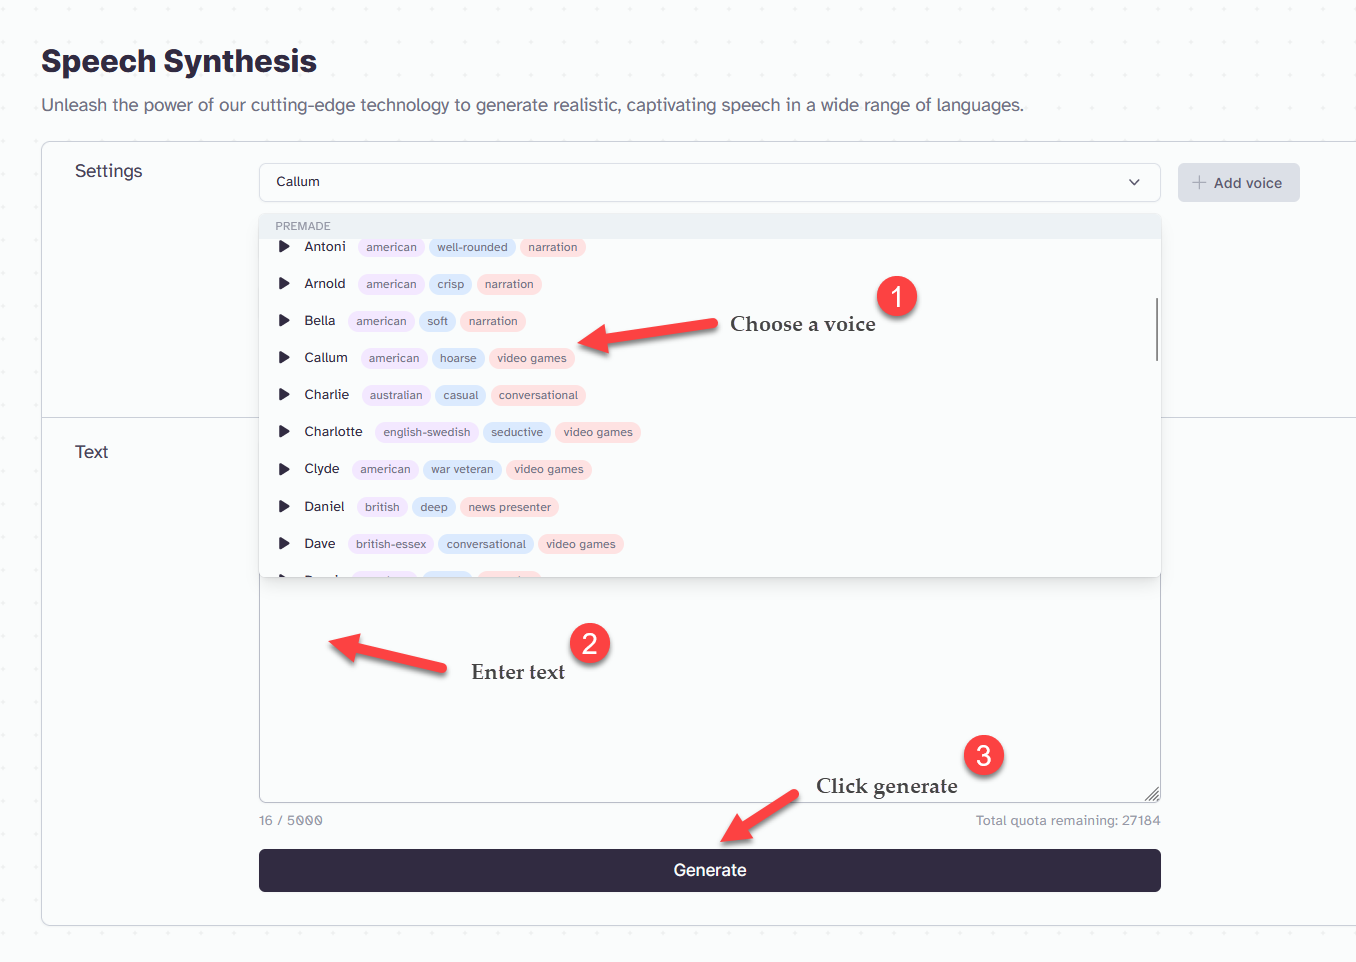 Speech Synthesis
Unleash the power of our cutting-edge technology to generate realistic, captivating speech in a wide range of languages.
Settings
Callum
Add voice
PREMADE
Antoni american well-rounded narration
Arnold american crisp narration
Bella american soft narration
Callum american hoarse video games
Charlie australian casual conversational
Charlotte english-swedish seductive video games
Clyde american war veteran video games
Daniel british deep news presenter
Dave british-essex conversational video games
1
Choose a voice
Text
2
Enter text
3
Click generate
16 / 5000
Total quota remaining: 27184
Generate